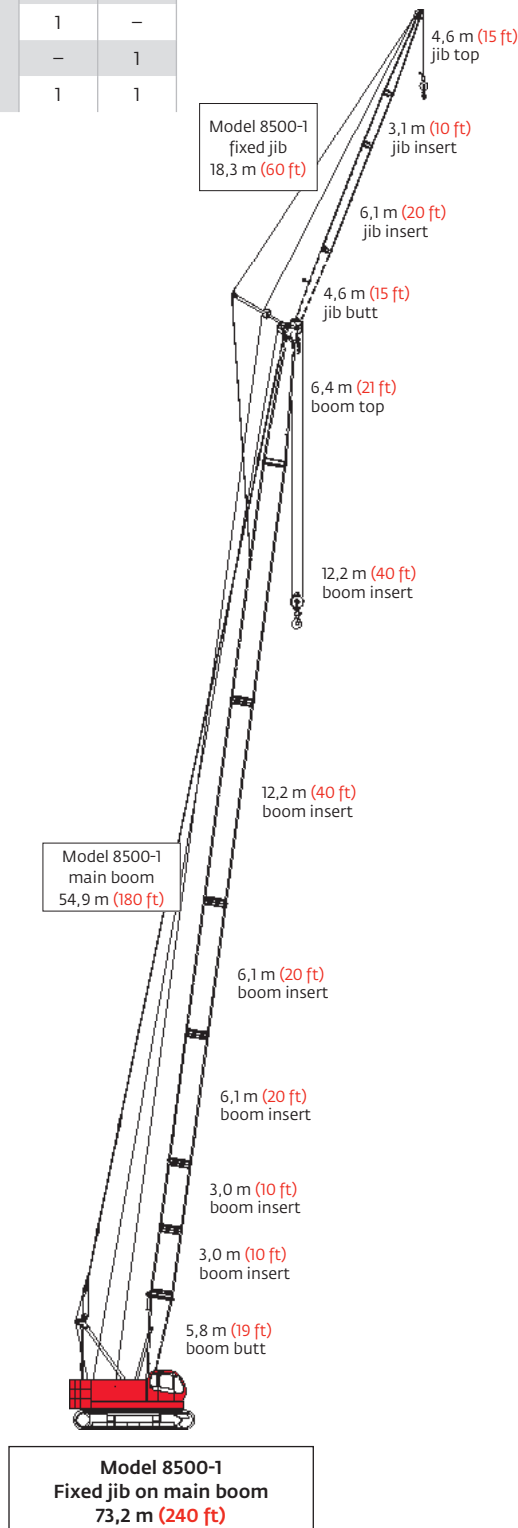 1 –
– 1
1 1
4,6 m (15 ft)
jib top
Model 8500-1
fixed jib
18,3 m (60 ft)
3,1 m (10 ft)
jib insert
6,1 m (20 ft)
jib insert
4,6 m (15 ft)
jib butt
6,4 m (21 ft)
boom top
12,2 m (40 ft)
boom insert
12,2 m (40 ft)
boom insert
Model 8500-1
main boom
54,9 m (180 ft)
6,1 m (20 ft)
boom insert
6,1 m (20 ft)
boom insert
3,0 m (10 ft)
boom insert
3,0 m (10 ft)
boom insert
5,8 m (19 ft)
boom butt
Model 8500-1
Fixed jib on main boom
73,2 m (240 ft)